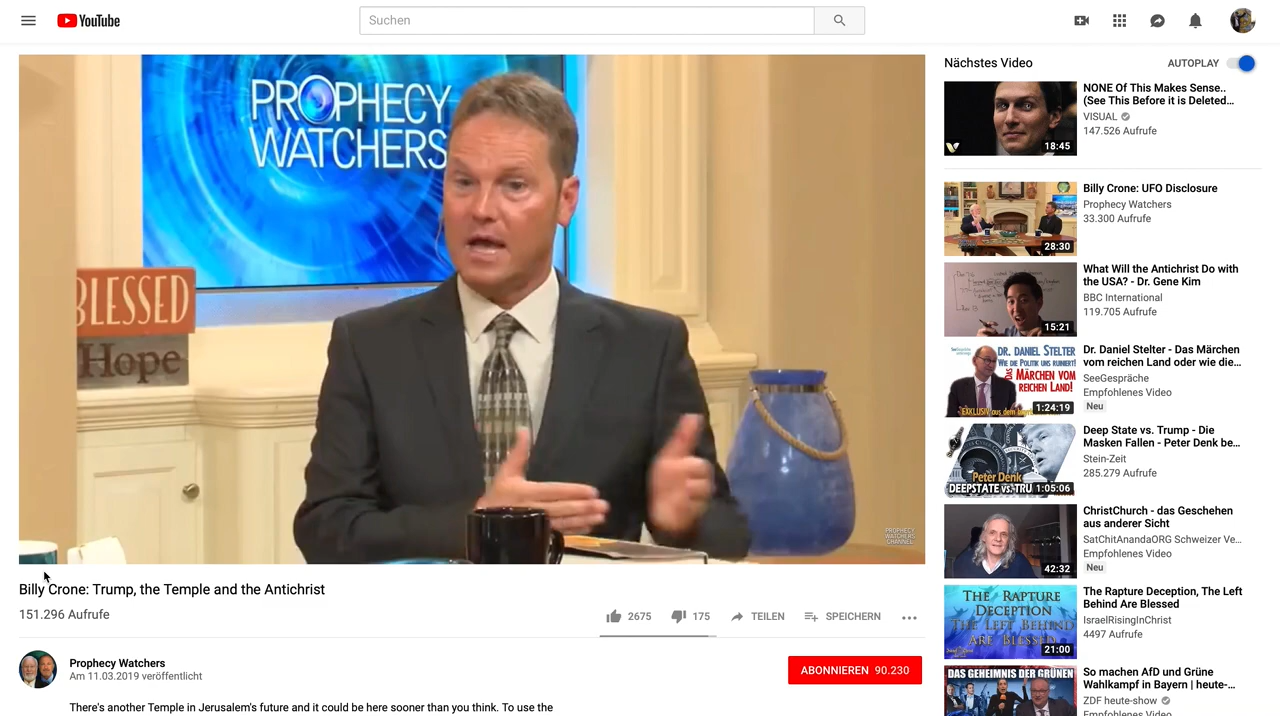 YouTube
Suchen
PROPHECY
WATCHERS
BLESSED
Hope
PROPHECY
WATCHERS
CHANNEL
Billy Crone: Trump, the Temple and the Antichrist
151.296 Aufrufe
2675
175
TEILEN
SPEICHERN
Prophecy Watchers
Am 11.03.2019 veröffentlicht
ABONNIEREN 90.230
There's another Temple in Jerusalem's future and it could be here sooner than you think. To use the
Nächstes Video
AUTOPLAY
18:45
NONE Of This Makes Sense..
(See This Before it is Deleted...
VISUAL
147.526 Aufrufe
28:30
Billy Crone: UFO Disclosure
Prophecy Watchers
33.300 Aufrufe
15:21
What Will the Antichrist Do with
the USA? - Dr. Gene Kim
BBC International
119.705 Aufrufe
DR. DANIEL STELTER
WIE DIE POLITIK UNS RUINIERT!
DAS MÄRCHEN VOM
REICHEN LAND!
1:24:19
Dr. Daniel Stelter - Das Märchen
vom reichen Land oder wie die...
SeeGespräche
Empfohlenes Video
Neu
Peter Denk
DEEPSTATE vs. TRU
1:05:06
Deep State vs. Trump - Die
Masken Fallen - Peter Denk be...
Stein-Zeit
285.279 Aufrufe
42:32
ChristChurch - das Geschehen
aus anderer Sicht
SatChitAnandaORG Schweizer Ve...
Empfohlenes Video
Neu
THE RAPTURE
DECEPTION
THE LEFT BEHIND
ARE BLESSED
21:00
The Rapture Deception, The Left
Behind Are Blessed
IsraelRisingInChrist
4497 Aufrufe
DAS GEHEIMNIS DER GRÜNEN
So machen AfD und Grüne
Wahlkampf in Bayern | heute-...
ZDF heute-show
Empfohlenes Video